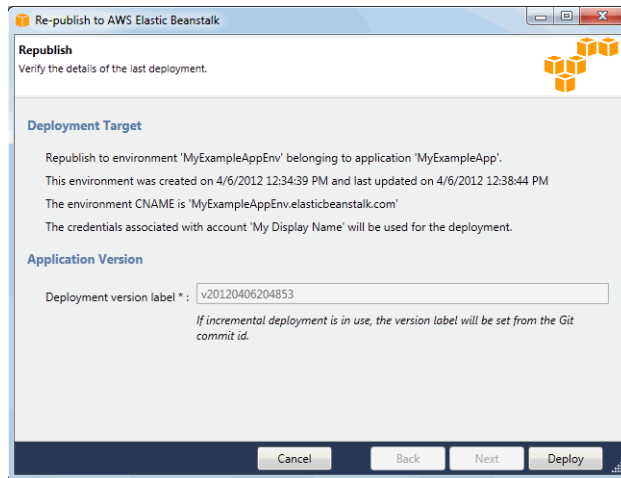 Re-publish to AWS Elastic Beanstalk
Republish
Verify the details of the last deployment.
Deployment Target
Republish to environment 'MyExampleAppEnv' belonging to application 'MyExampleApp'.
This environment was created on 4/6/2012 12:34:39 PM and last updated on 4/6/2012 12:38:44 PM
The environment CNAME is 'MyExampleAppEnv.elasticbeanstalk.com'
The credentials associated with account 'My Display Name' will be used for the deployment.
Application Version
Deployment version label * : v20120406204853
If incremental deployment is in use, the version label will be set from the Git
commit id.
Cancel Back Next Deploy